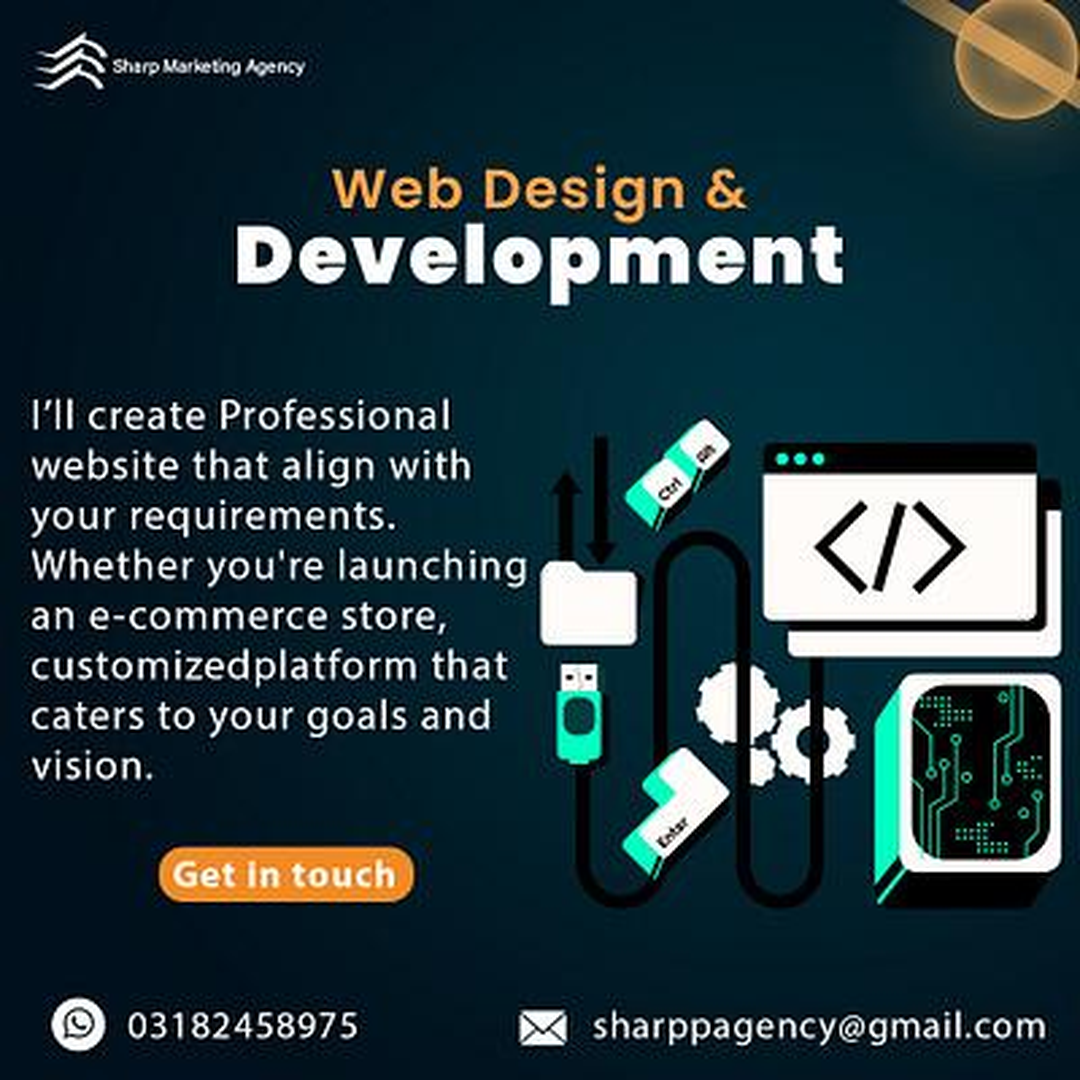 Sharp Marketing Agency
Web Design &
Development
I’ll create Professional
website that align with
your requirements.
Whether you're launching
an e-commerce store,
customizedplatform that
caters to your goals and
vision.
Ctrl
Alt
</>
Enter
Get in touch
03182458975
sharppagency@gmail.com